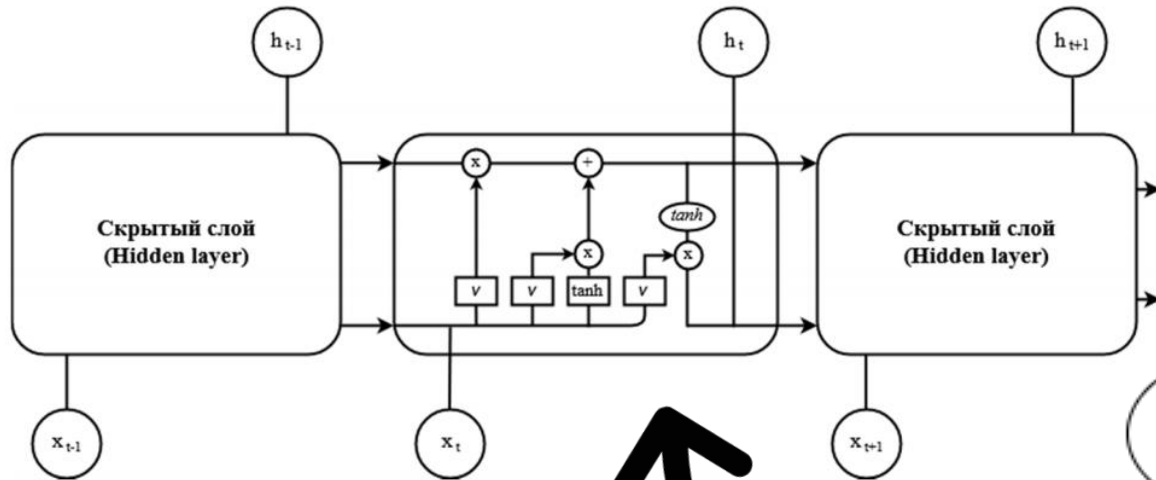 h t-1
h t
h t+1
Скрытый слой
(Hidden layer)
x
+
tanh
x
x
v
v
tanh
v
Скрытый слой
(Hidden layer)
x t-1
x t
x t+1